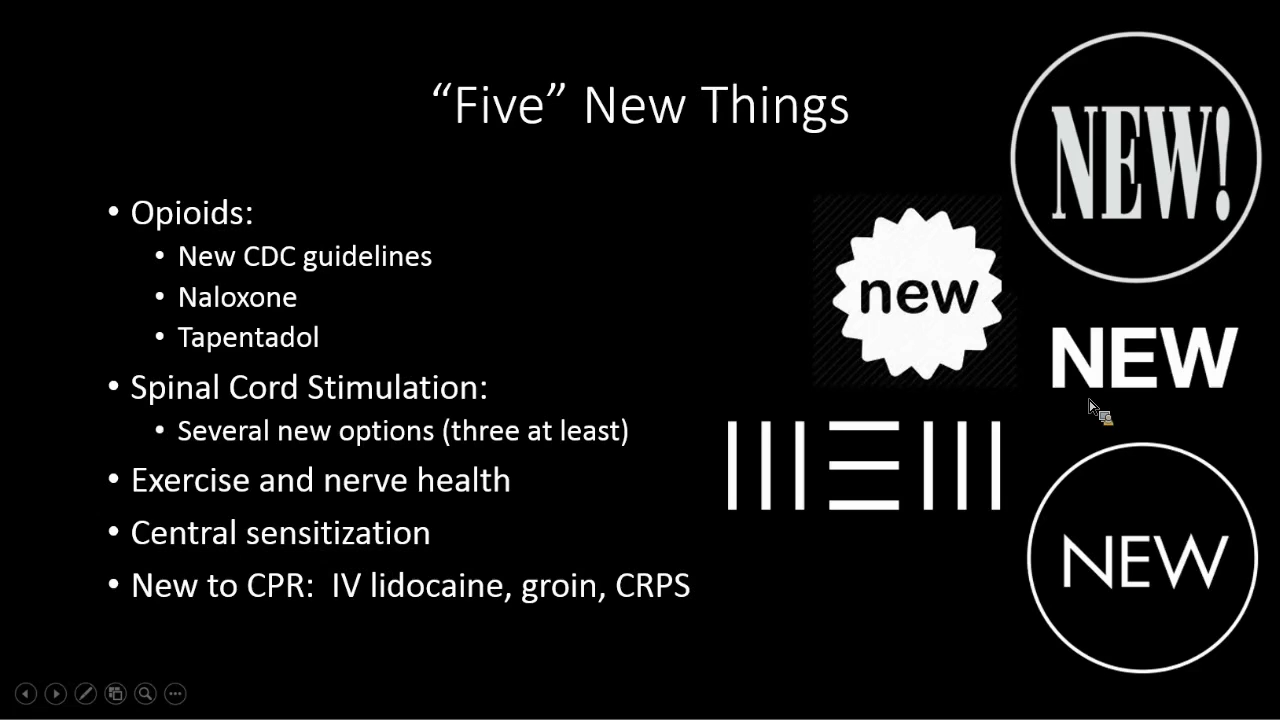 “Five” New Things
• Opioids:
• New CDC guidelines
• Naloxone
• Tapentadol
• Spinal Cord Stimulation:
• Several new options (three at least)
• Exercise and nerve health
• Central sensitization
• New to CPR:  IV lidocaine, groin, CRPS
NEW!
new
NEW
NEW
NEW